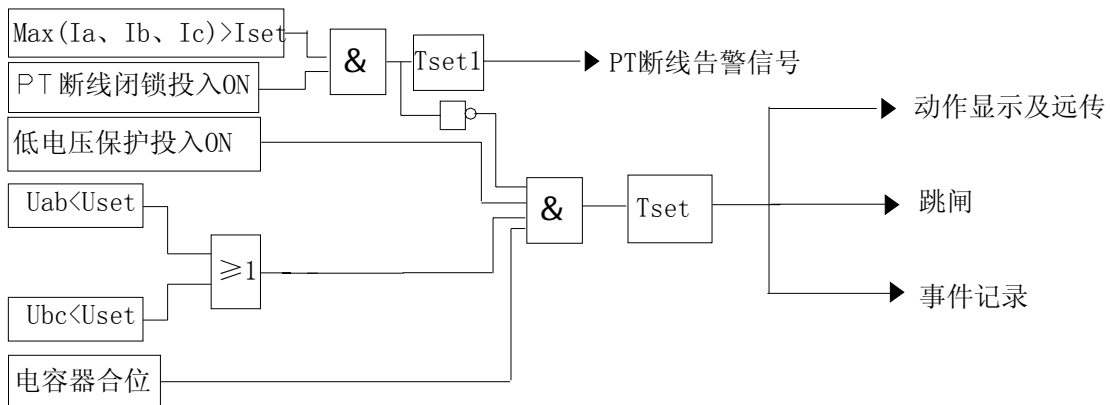 Max(Ia、Ib、Ic)>Iset
&
Tset1
PT断线告警信号
PT断线闭锁投入ON
动作显示及远传
低电压保护投入ON
Uab<Uset
&
Tset
跳闸
≥1
Ubc<Uset
事件记录
电容器合位